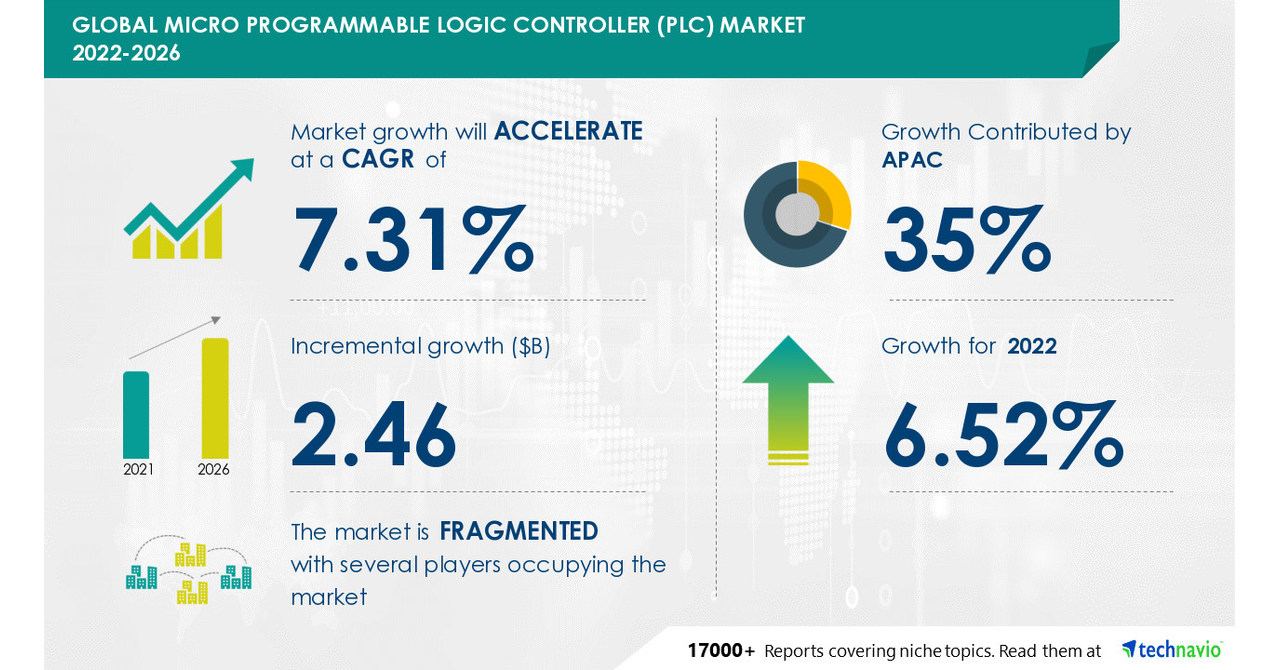 GLOBAL MICRO PROGRAMMABLE LOGIC CONTROLLER (PLC) MARKET
2022-2026
Market growth will ACCELERATE
at a CAGR of
7.31%
Incremental growth ($B)
2.46
2021
2026
The market is FRAGMENTED
with several players occupying the
market
Growth Contributed by
APAC
35%
Growth for 2022
6.52%
17000+ Reports covering niche topics. Read them at
technavio